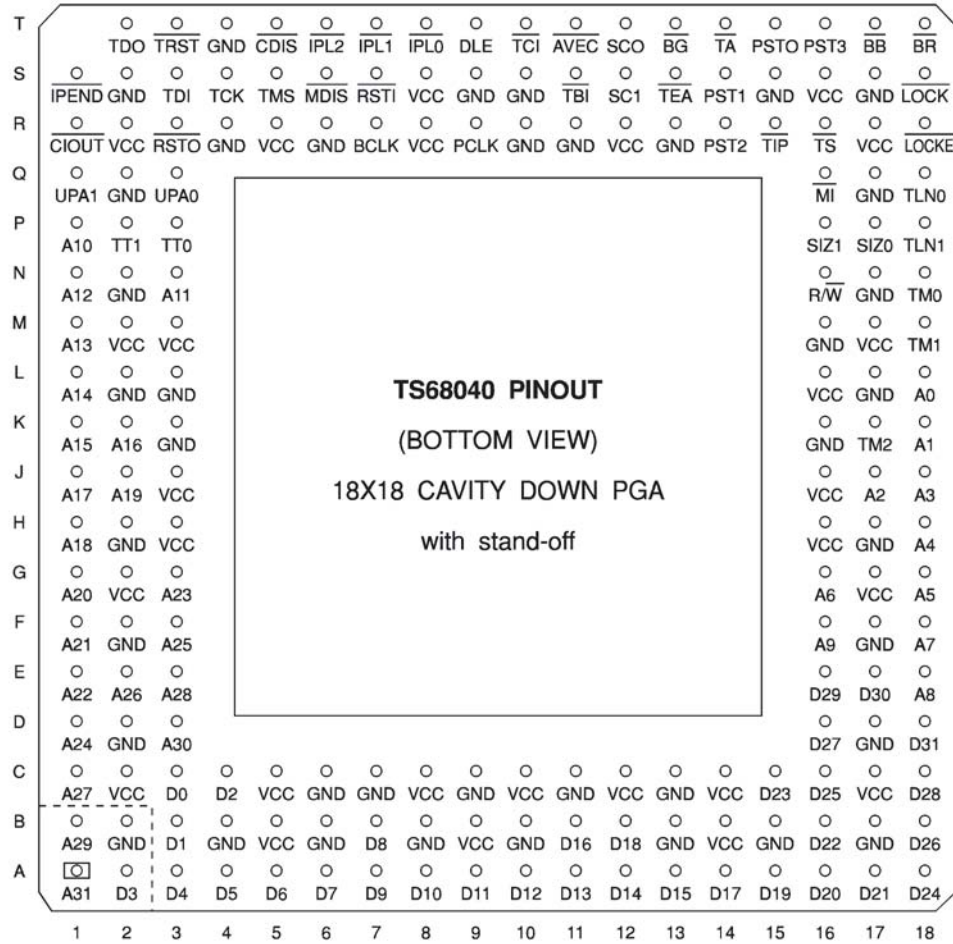 T
TDO TRST GND CDIS IPL2 IPL1 IPL0 DLE TCI AVEC SCO BG TA PSTO PST3 BB BR
S
IPEND GND TDI TCK TMS MDIS RSTI VCC GND GND TBI SC1 TEA PST1 GND VCC GND LOCK
R
CIOUT VCC RSTO GND VCC GND BCLK VCC PCLK GND GND VCC GND PST2 TIP TS VCC LOCKE
Q
UPA1 GND UPA0 MI GND TLN0
P
A10 TT1 TT0 SIZ1 SIZ0 TLN1
N
A12 GND A11 R/W GND TM0
M
A13 VCC VCC GND VCC TM1
L
A14 GND GND VCC GND A0
TS68040 PINOUT
K
A15 A16 GND GND TM2 A1
(BOTTOM VIEW)
J
A17 A19 VCC VCC A2 A3
18X18 CAVITY DOWN PGA
H
A18 GND VCC VCC GND A4
with stand-off
G
A20 VCC A23 A6 VCC A5
F
A21 GND A25 A9 GND A7
E
A22 A26 A28 D29 D30 A8
D
A24 GND A30 D27 GND D31
C
A27 VCC D0 D2 VCC GND GND VCC GND VCC GND VCC GND VCC D23 D25 VCC D28
B
A29 GND D1 GND VCC GND D8 GND VCC GND D16 D18 GND VCC GND D22 GND D26
A
A31 D3 D4 D5 D6 D7 D9 D10 D11 D12 D13 D14 D15 D17 D19 D20 D21 D24
1 2 3 4 5 6 7 8 9 10 11 12 13 14 15 16 17 18